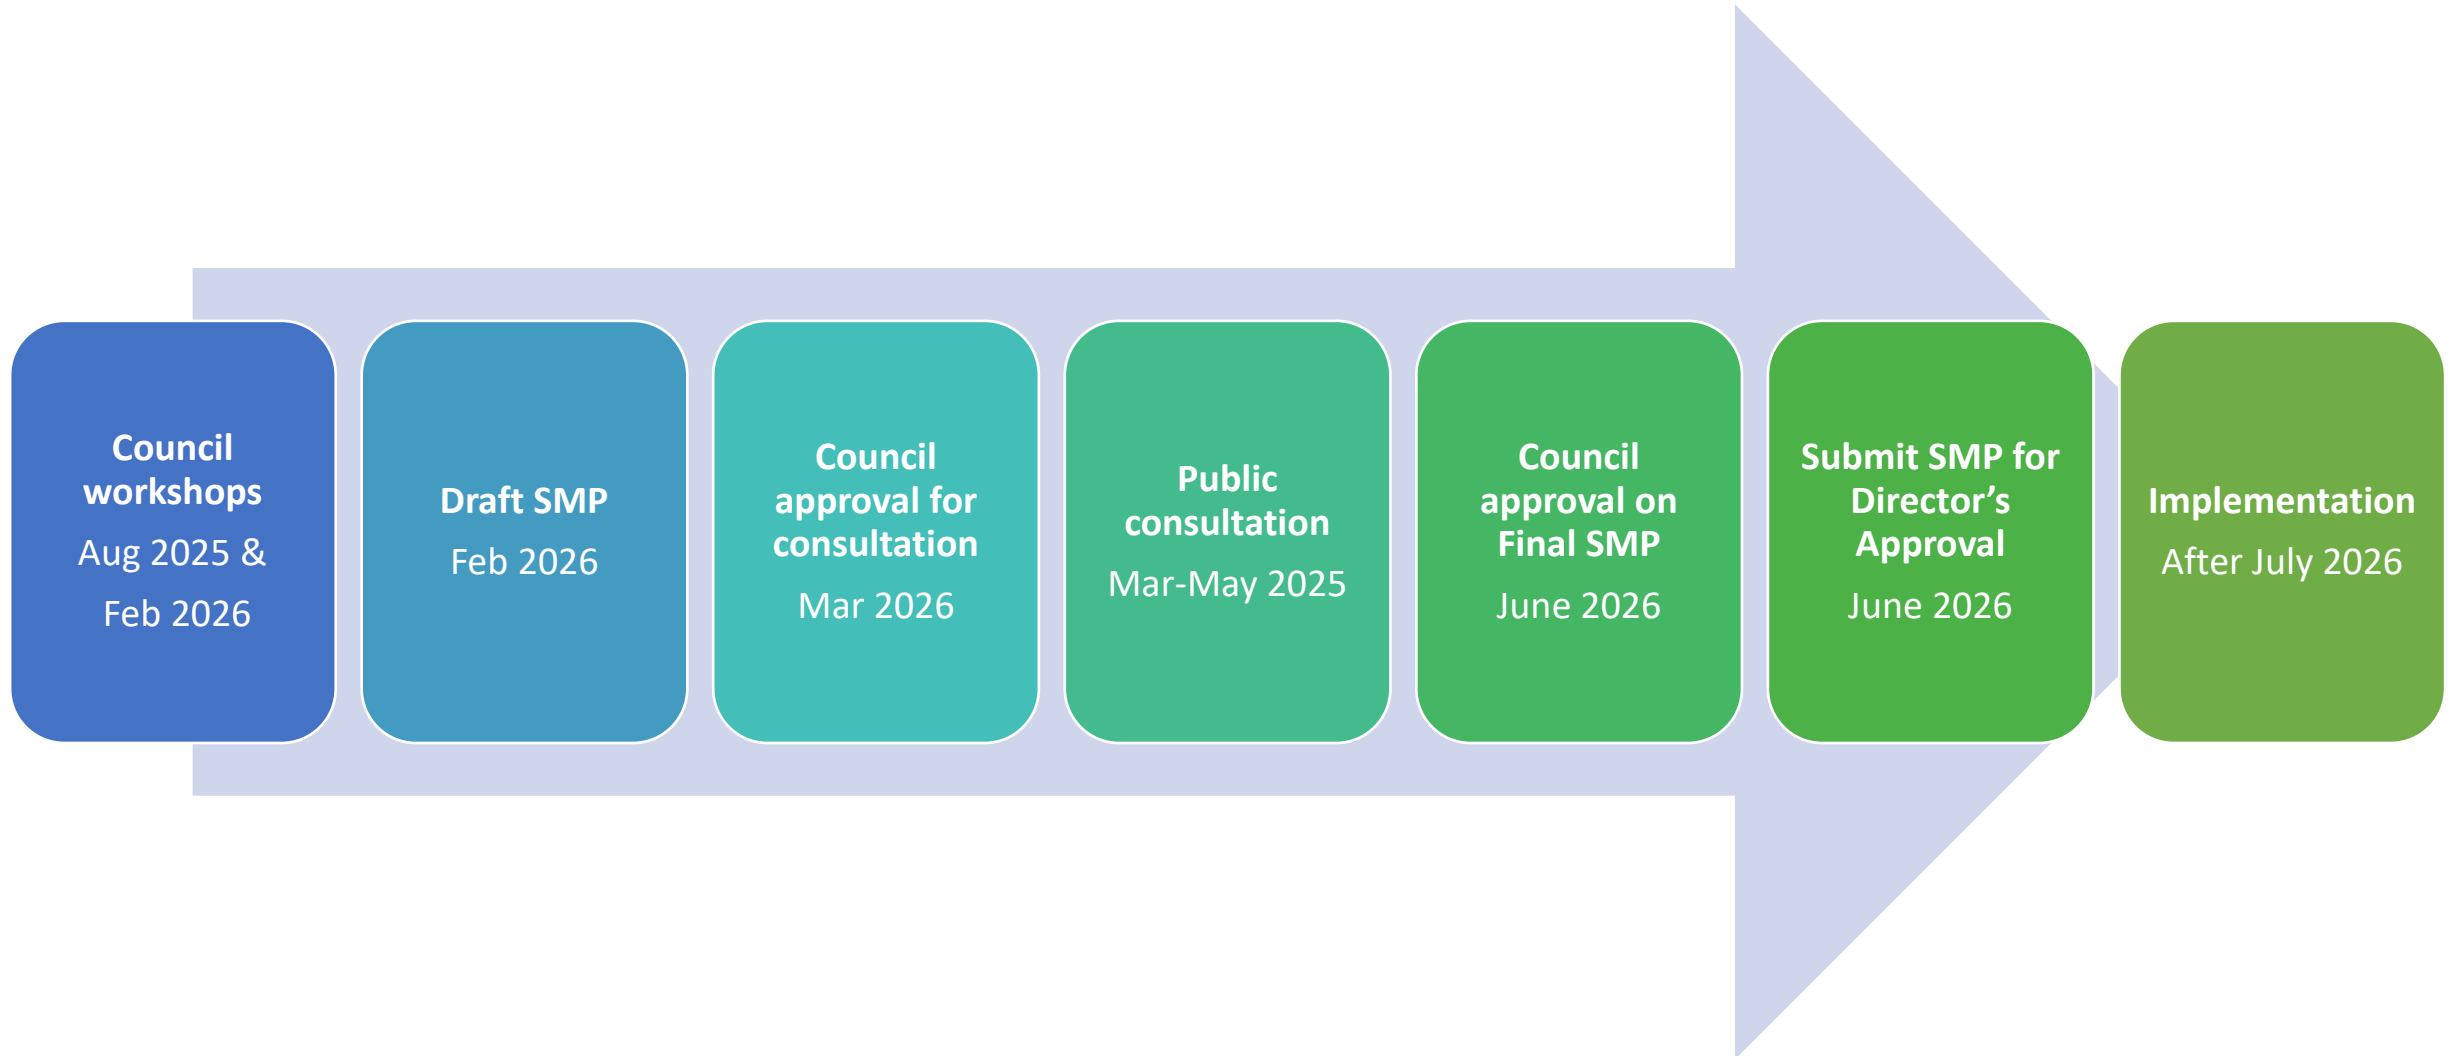 Council
workshops
Aug 2025 &
Feb 2026
Draft SMP
Feb 2026
Council
approval for
consultation
Mar 2026
Public
consultation
Mar-May 2025
Council
approval on
Final SMP
June 2026
Submit SMP for
Director’s
Approval
June 2026
Implementation
After July 2026